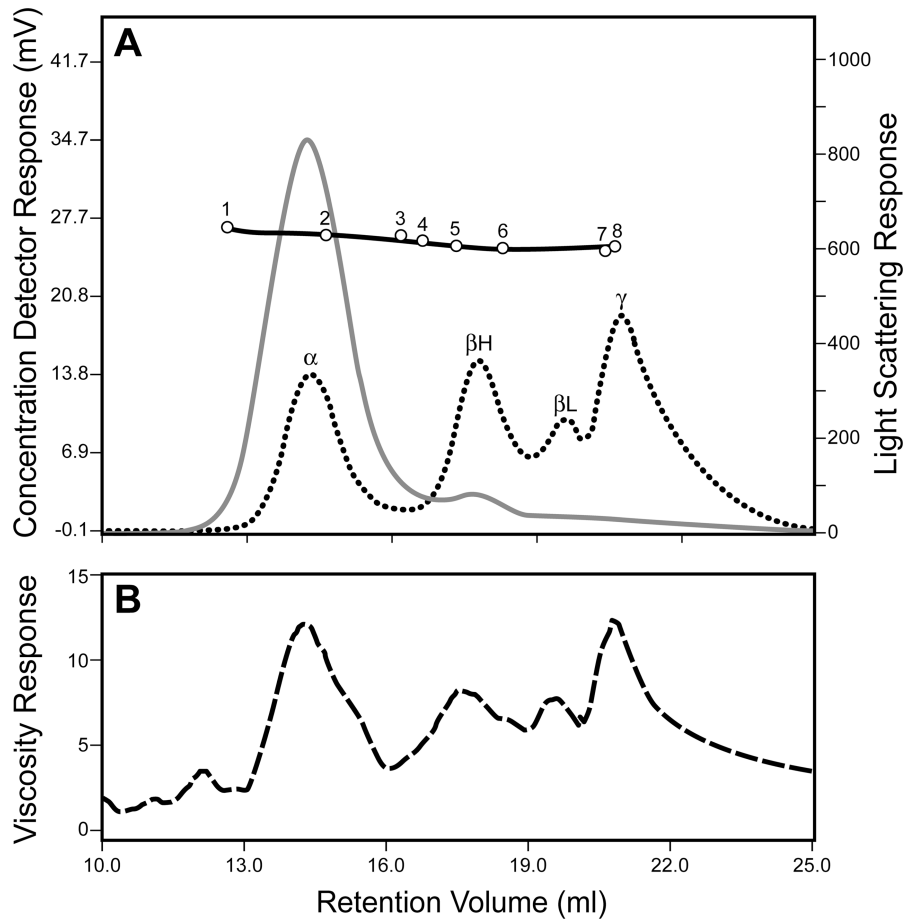 A
Concentration Detector Response (mV)
41.7
34.7
27.7
20.8
13.8
6.9
-0.1
Light Scattering Response
1000
800
600
400
200
0
1
2
3
4
5
6
7
8
α
βH
βL
γ
B
Viscosity Response
15
10
5
0
10.0 13.0 16.0 19.0 22.0 25.0
Retention Volume (ml)